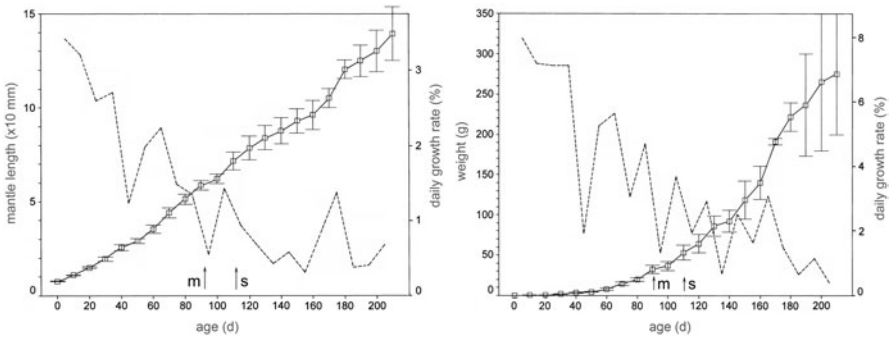 15
10
5
0
mantle length (x10 mm)
3
2
1
0
daily growth rate (%)
m
s
0 20 40 60 80 100 120 140 160 180 200
age (d)
350
300
250
200
150
100
50
0
weight (g)
8
6
4
2
0
daily growth rate (%)
m
s
0 20 40 60 80 100 120 140 160 180 200
age (d)